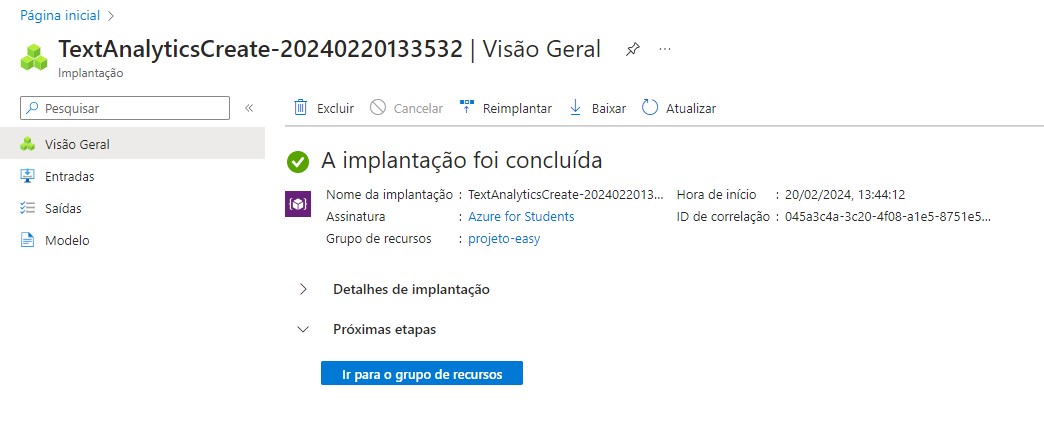 Página inicial >
TextAnalyticsCreate-20240220133532 | Visão Geral ...
Implantação
Pesquisar «
Visão Geral
Entradas
Saídas
Modelo
Excluir Cancelar Reimplantar Baixar Atualizar
A implantação foi concluída
Nome da implantação : TextAnalyticsCreate-2024022013... Hora de início : 20/02/2024, 13:44:12
Assinatura : Azure for Students ID de correlação : 045a3c4a-3c20-4f08-a1e5-8751e5...
Grupo de recursos : projeto-easy
Detalhes de implantação
Próximas etapas
Ir para o grupo de recursos